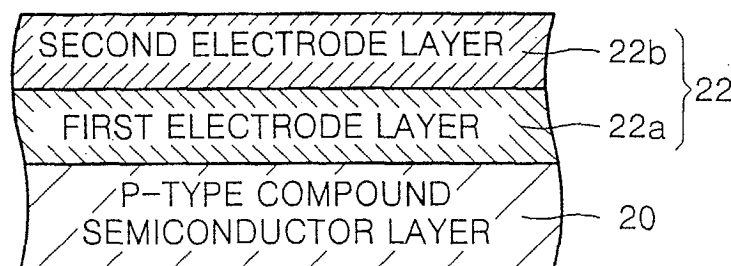 SECOND ELECTRODE LAYER 22b
22
FIRST ELECTRODE LAYER 22a
P-TYPE COMPOUND
SEMICONDUCTOR LAYER 20